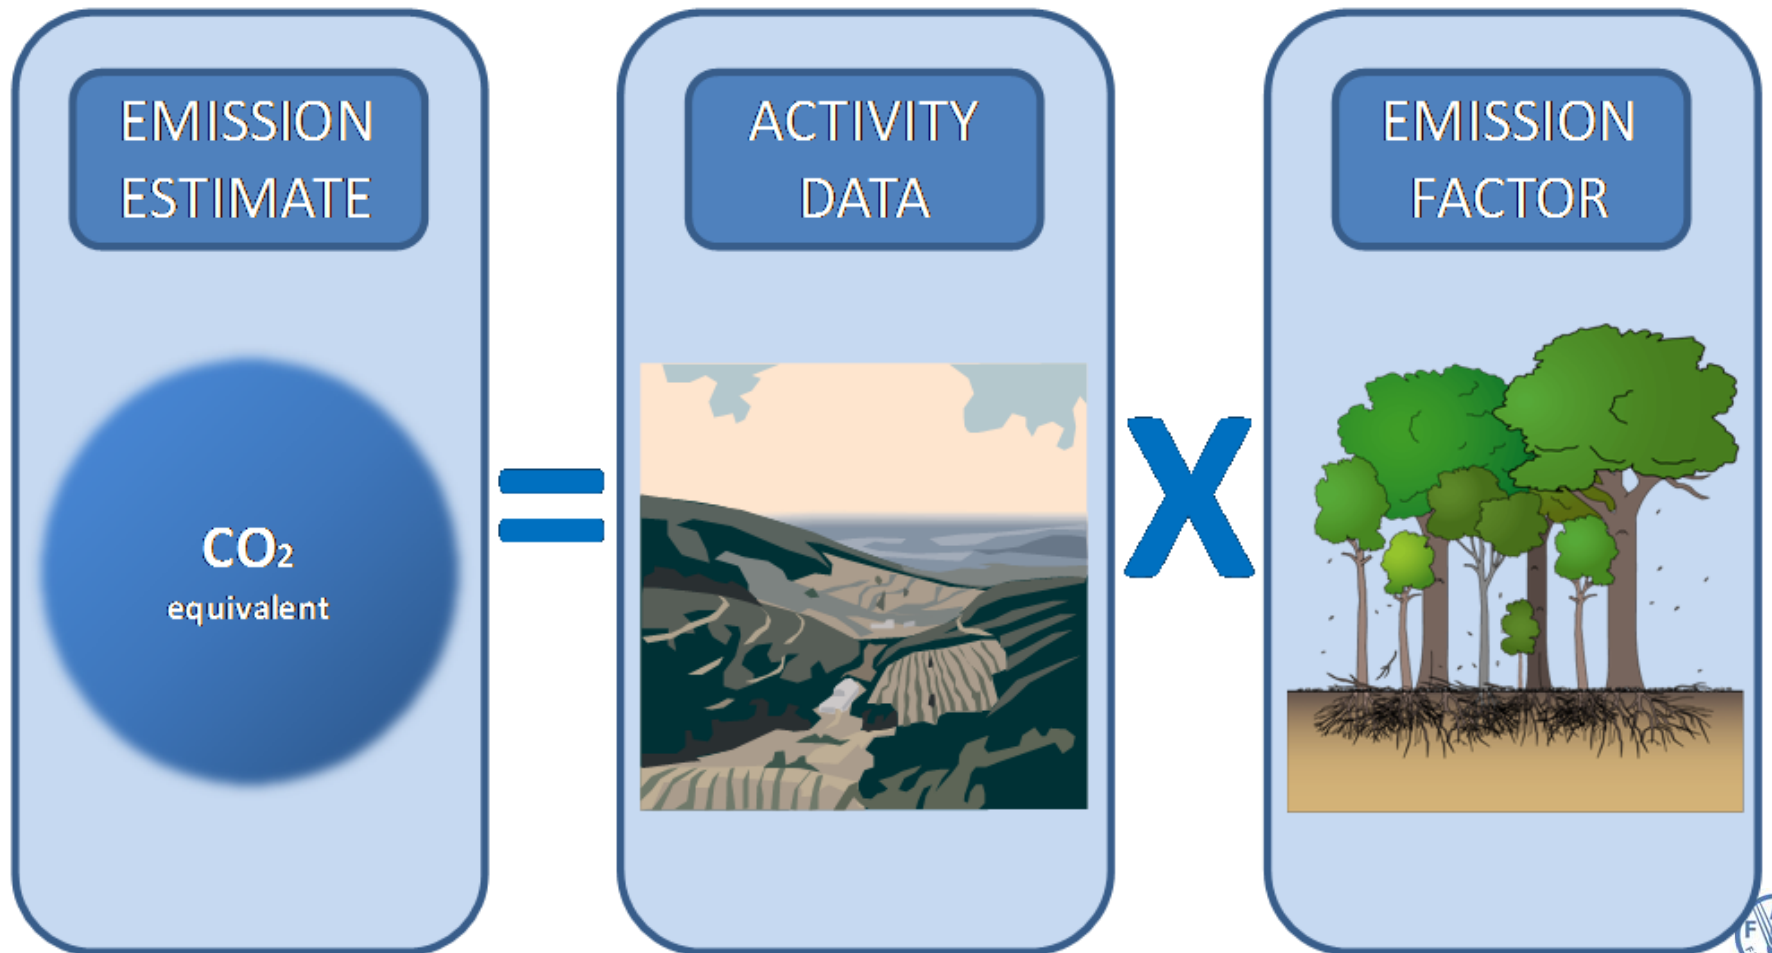 EMISSION
ESTIMATE
CO₂
equivalent
=
ACTIVITY
DATA
X
EMISSION
FACTOR